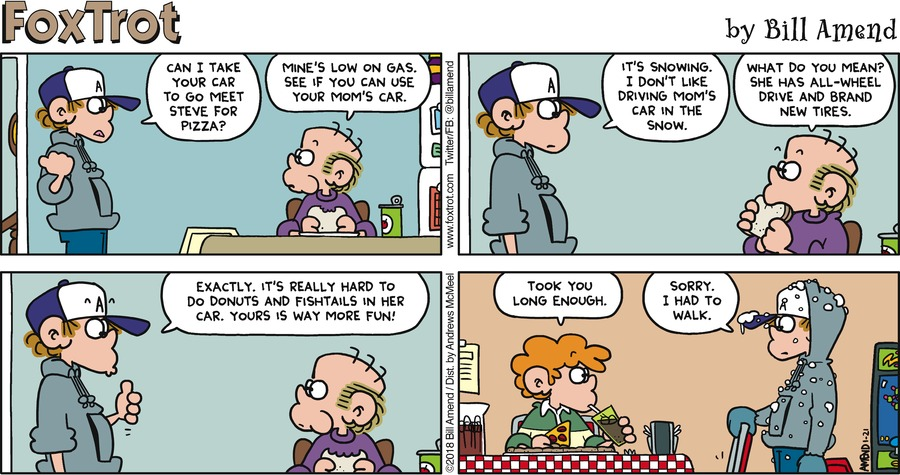 FOXTROT
by Bill Amend
CAN I TAKE
YOUR CAR
TO GO MEET
STEVE FOR
PIZZA?
MINE'S LOW ON GAS.
SEE IF YOU CAN USE
YOUR MOM'S CAR.
A
www.foxtrot.com Twitter/FB: @billamend
IT'S SNOWING.
I DON'T LIKE
DRIVING MOM'S
CAR IN THE
SNOW.
WHAT DO YOU MEAN?
SHE HAS ALL-WHEEL
DRIVE AND BRAND
NEW TIRES.
A
EXACTLY. IT'S REALLY HARD TO
DO DONUTS AND FISHTAILS IN HER
CAR. YOURS IS WAY MORE FUN!
A
©2018 Bill Amend / Dist. by Andrews McMeel
TOOK YOU
LONG ENOUGH.
SORRY.
I HAD TO
WALK.
AMEND 1-21